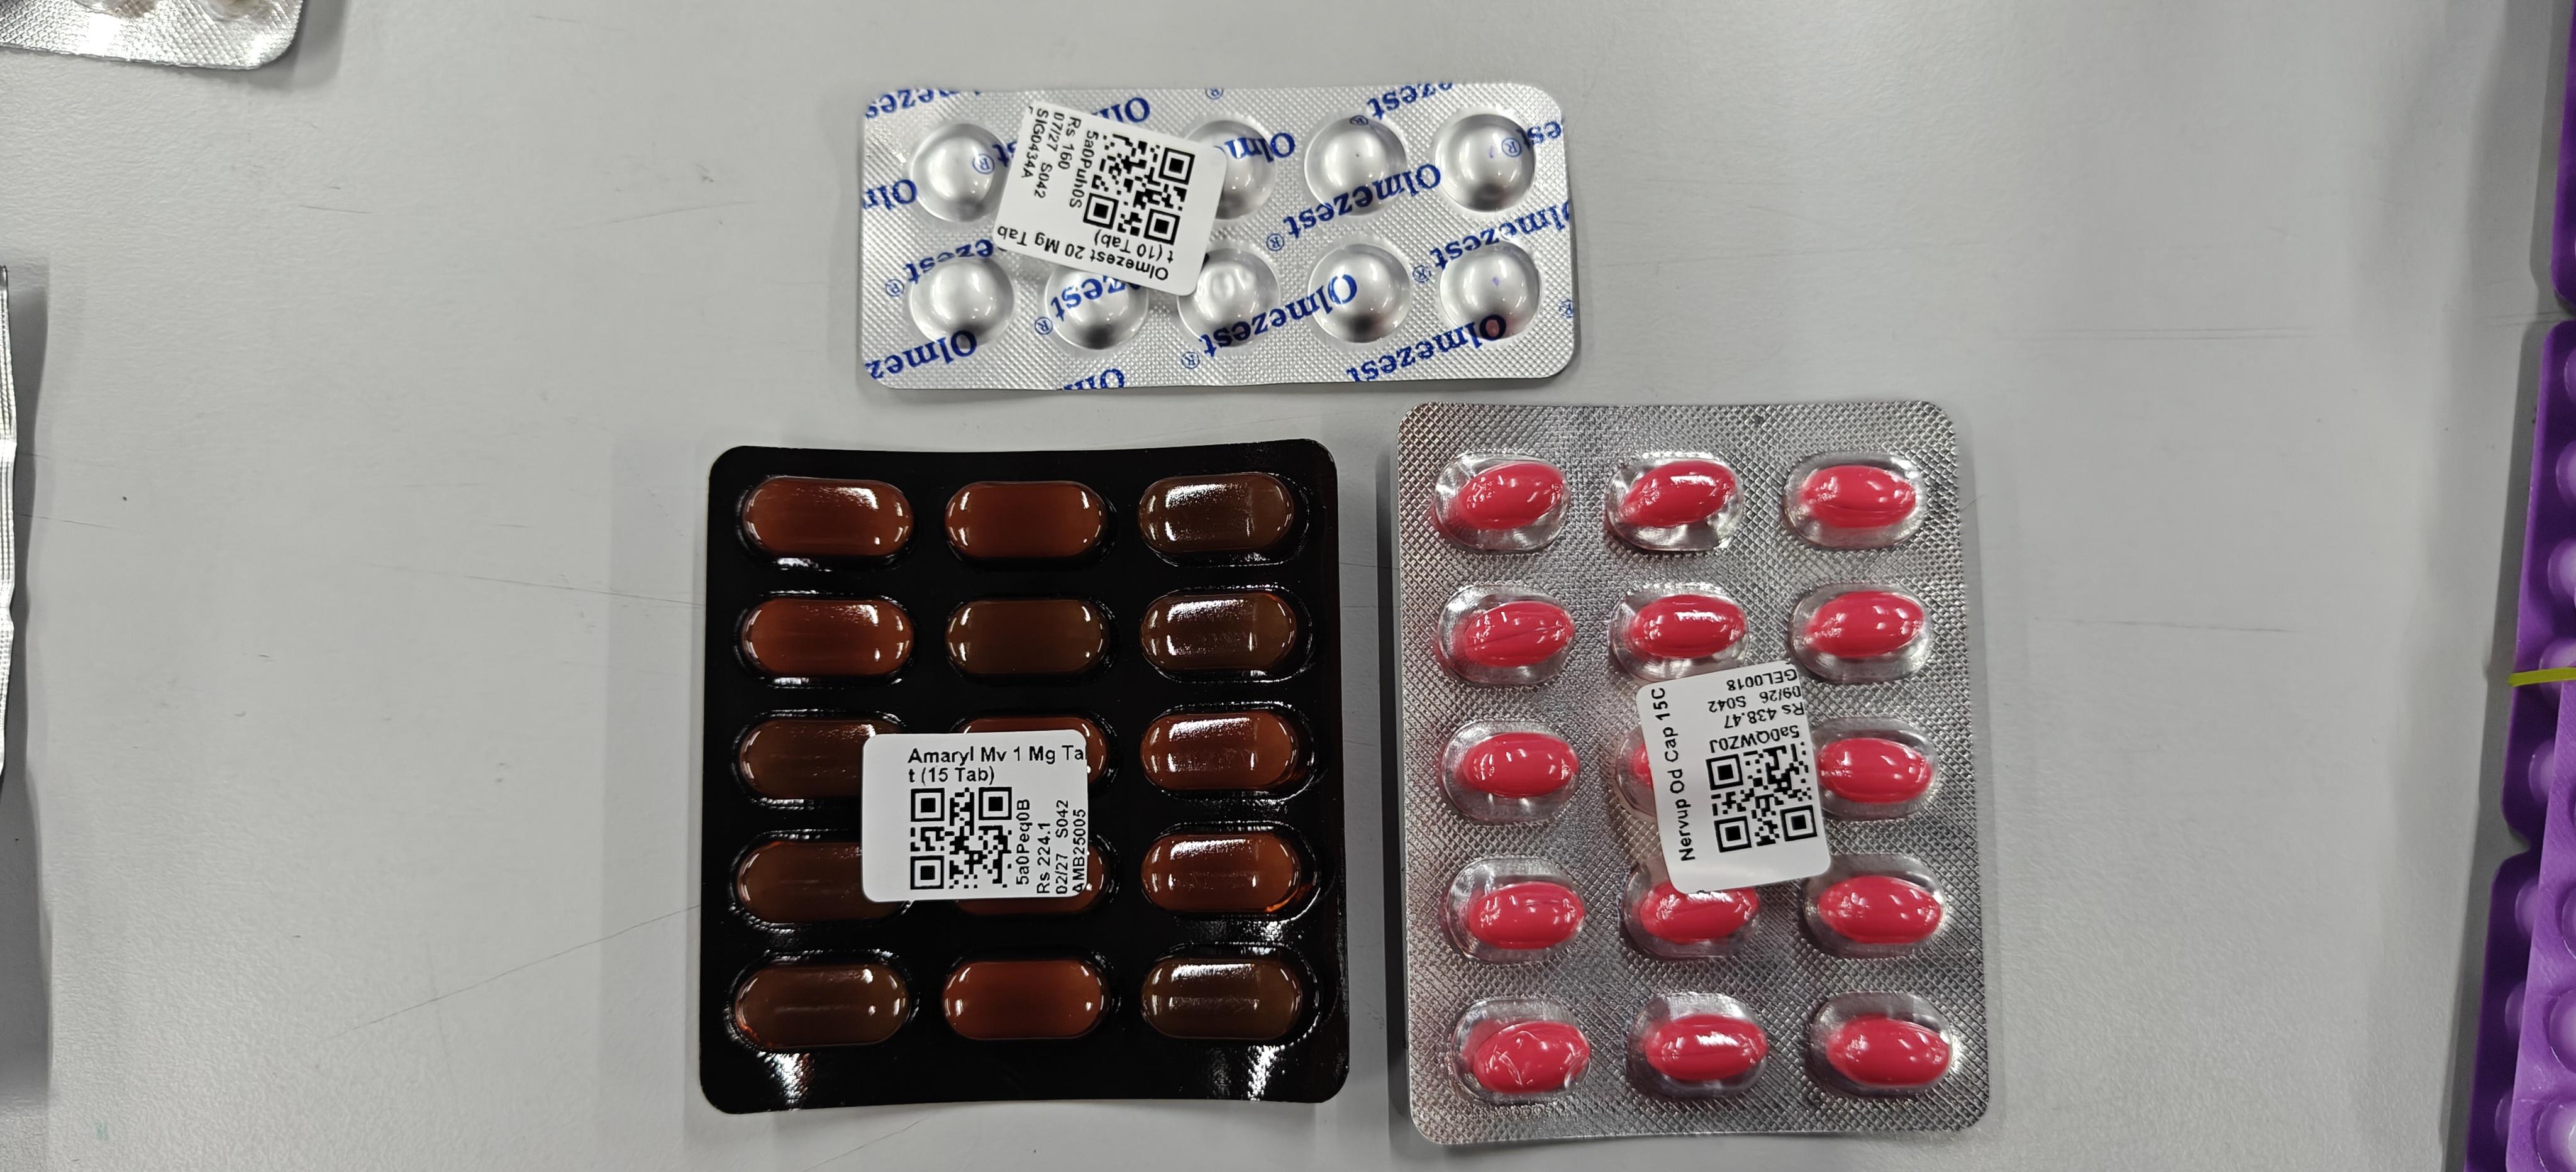 Olmezest®
Olmezest 20 Mg Tab
t (10 Tab)
5a0Puh0S
Rs 160
07/27 S042
SIG0434A
Amaryl Mv 1 Mg Ta
t (15 Tab)
5a0Peq0B
Rs 224.1
02/27 S042
AMB25005
Nervup Od Cap 15C
5a0QWZ0J
Rs 438.47
09/26 S042
GEL0018